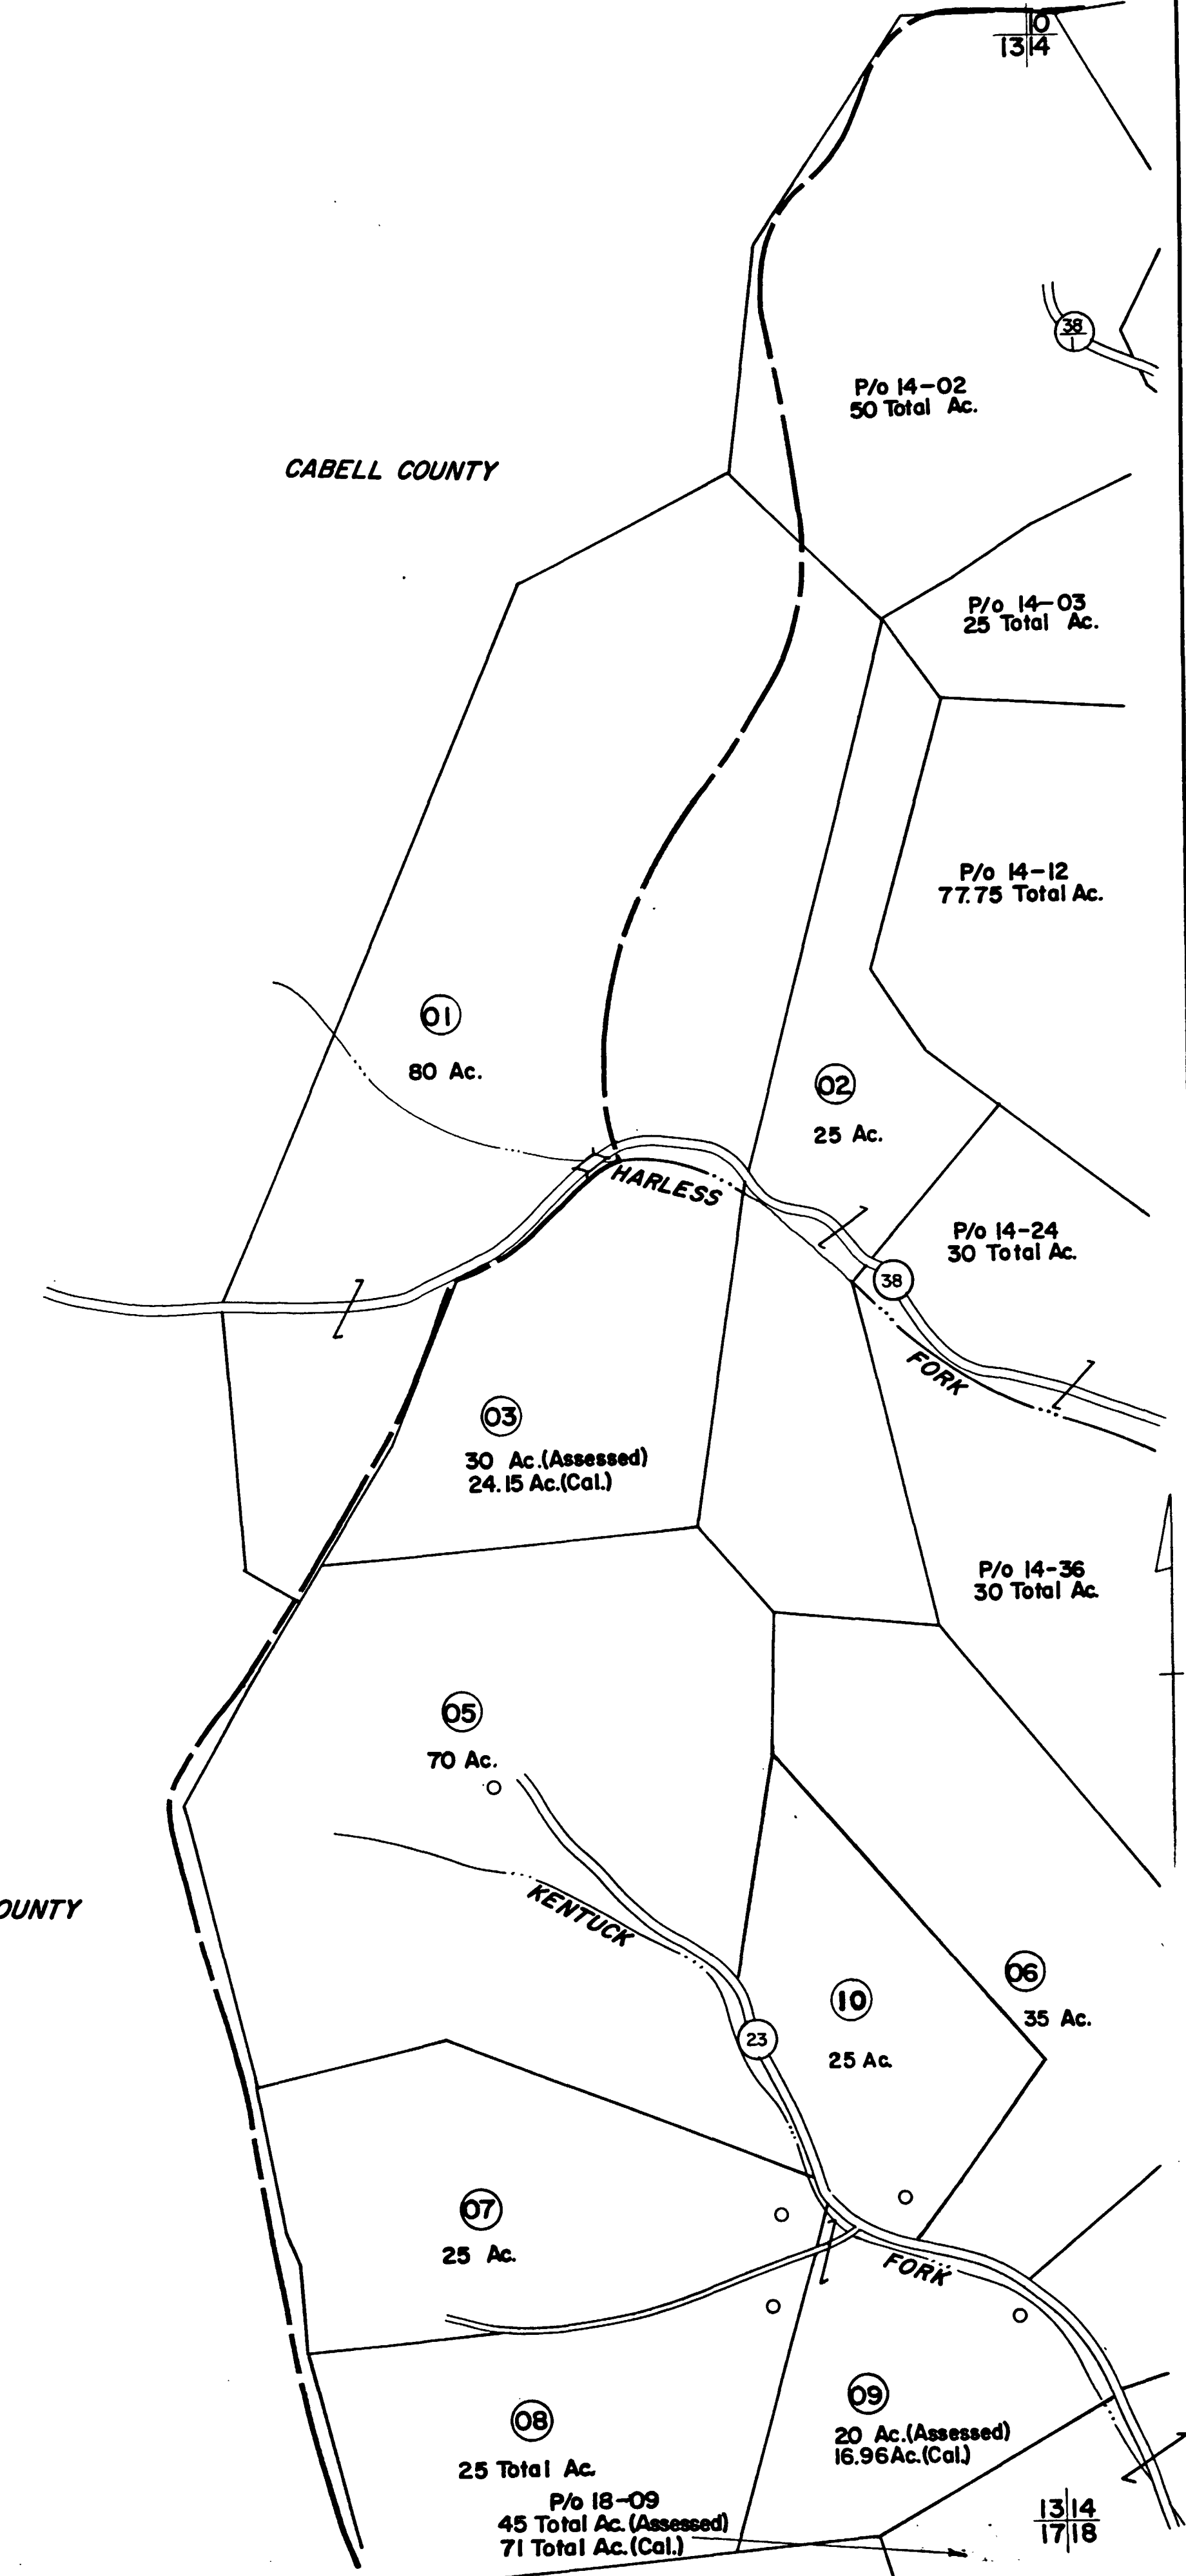 O
13 14
38
1
P/o 14-02
50 Total Ac.
CABELL COUNTY
P/o 14-03
25 Total Ac.
P/o 14-12
77.75 Total Ac.
01
80 Ac.
02
25 Ac.
HARLESS
P/o 14-24
30 Total Ac.
38
FORK
03
30 Ac.(Assessed)
24.15 Ac.(Cal.)
P/o 14-36
30 Total Ac.
05
70 Ac.
KENTUCK
OUNTY
06
35 Ac.
10
25 Ac.
23
07
25 Ac.
FORK
09
20 Ac.(Assessed)
16.96 Ac.(Cal.)
08
25 Total Ac.
P/o 18-09
45 Total Ac.(Assessed)
71 Total Ac.(Cal.)
13 14
17 18